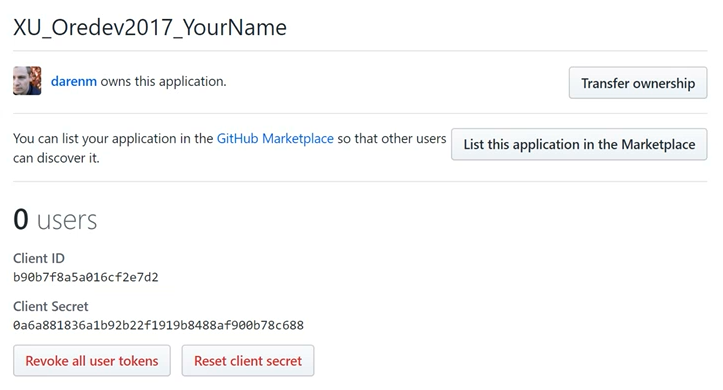 XU_Oredev2017_YourName
darenm owns this application.
Transfer ownership
You can list your application in the GitHub Marketplace so that other users
can discover it.
List this application in the Marketplace
0 users
Client ID
b90b7f8a5a016cf2e7d2
Client Secret
0a6a881836a1b92b22f1919b8488af900b78c688
Revoke all user tokens
Reset client secret